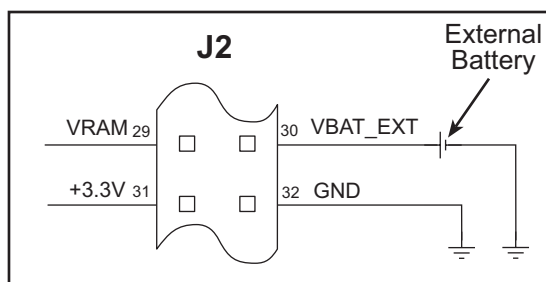 J2
External
Battery
VRAM 29
30 VBAT_EXT
+3.3V 31
32 GND